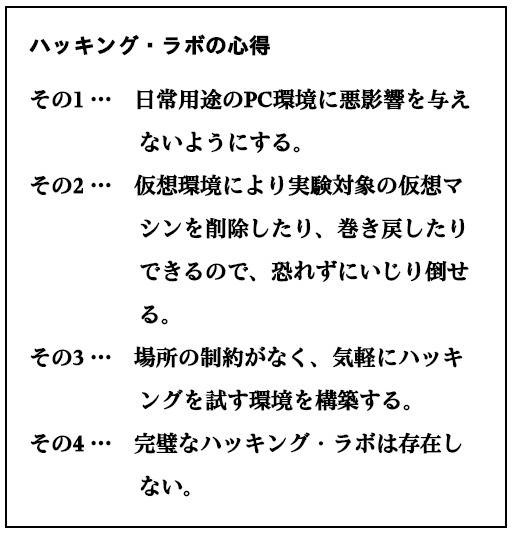 ハッキング・ラボの心得
その1 … 日常用途のPC環境に悪影響を与え
ないようにする。
その2 … 仮想環境により実験対象の仮想マ
シンを削除したり、巻き戻したり
できるので、恐れずにいじり倒せ
る。
その3 … 場所の制約がなく、気軽にハッキ
ングを試す環境を構築する。
その4 … 完璧なハッキング・ラボは存在し
ない。